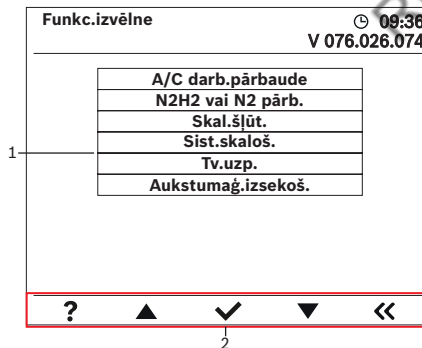 Funkc.izvēlne
09:36
V 076.026.074
A/C darb.pārbaude
N2H2 vai N2 pārb.
Skal.šļūt.
Sist.skaloš.
Tv.uzp.
Aukstumaģ.izsekoš.
1
?
2